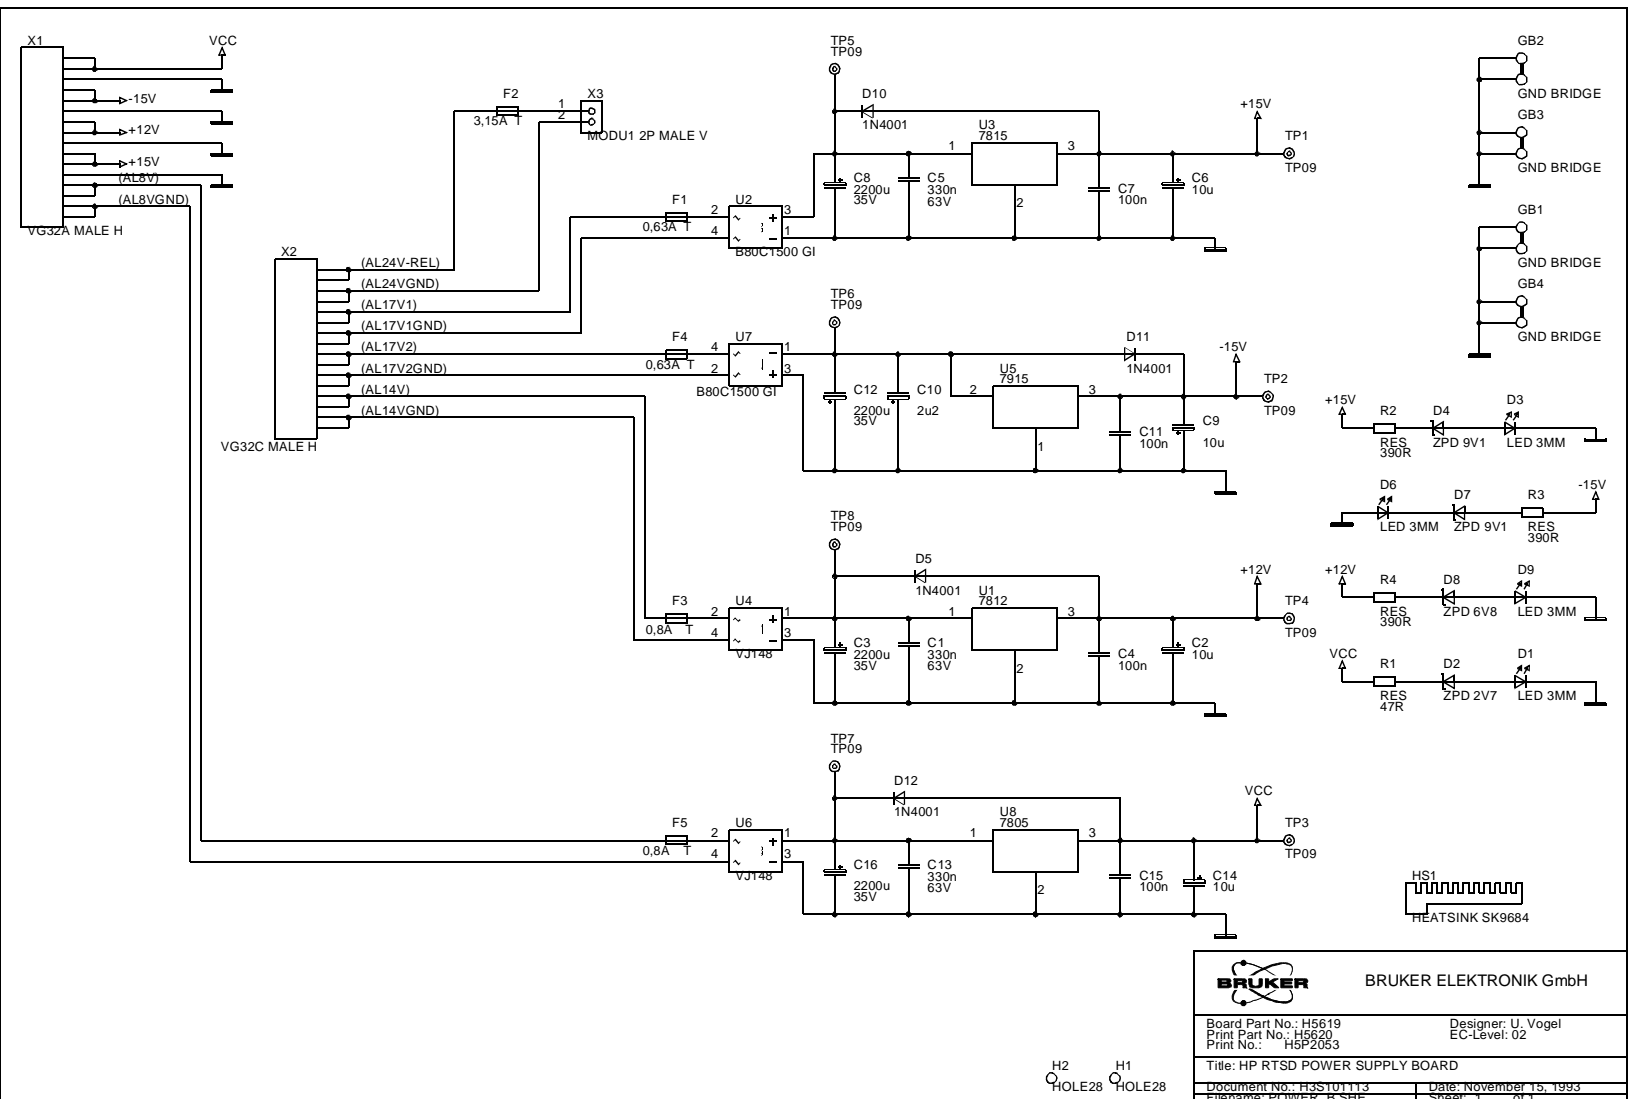 X1
VCC
-15V
+12V
+15V
(AL8V)
(AL8VGND)
VG32A MALE H
F2
3,15A T
1
2
X3
MODU1 2P MALE V
X2
(AL24V-REL)
(AL24VGND)
(AL17V1)
(AL17V1GND)
(AL17V2)
(AL17V2GND)
(AL14V)
(AL14VGND)
VG32C MALE H
TP5
TP09
D10
1N4001
F1
0,63A T
2
4
U2
3
1
B80C1500 GI
C8
2200u
35V
C5
330n
63V
1
U3
7815
3
2
C7
100n
C6
10u
+15V
TP1
TP09
TP6
TP09
F4
0,63A T
4
2
U7
1
3
B80C1500 GI
C12
2200u
35V
C10
2u2
2
U5
7915
3
1
D11
1N4001
C11
100n
C9
10u
-15V
TP2
TP09
TP8
TP09
D5
1N4001
F3
0,8A T
2
4
U4
1
3
VJ148
C3
2200u
35V
C1
330n
63V
1
U1
7812
3
2
C4
100n
C2
10u
+12V
TP4
TP09
TP7
TP09
D12
1N4001
F5
0,8A T
2
4
U6
1
3
VJ148
C16
2200u
35V
C13
330n
63V
1
U8
7805
3
2
C15
100n
C14
10u
VCC
TP3
TP09
GB2
GND BRIDGE
GB3
GND BRIDGE
GB1
GND BRIDGE
GB4
GND BRIDGE
+15V
R2
RES
390R
D4
ZPD 9V1
D3
LED 3MM
D6
LED 3MM
D7
ZPD 9V1
R3
RES
390R
-15V
+12V
R4
RES
390R
D8
ZPD 6V8
D9
LED 3MM
VCC
R1
RES
47R
D2
ZPD 2V7
D1
LED 3MM
HS1
HEATSINK SK9684
H2
HOLE28
H1
HOLE28
BRUKER
BRUKER ELEKTRONIK GmbH
Board Part No.: H5619
Print Part No.: H5620
Print No.: H5P2053
Designer: U. Vogel
EC-Level: 02
Title: HP RTSD POWER SUPPLY BOARD
Document No.: H3S101113
Date: November 15, 1993
Filename: POWER_B.SHE
Sheet: 1 of 1